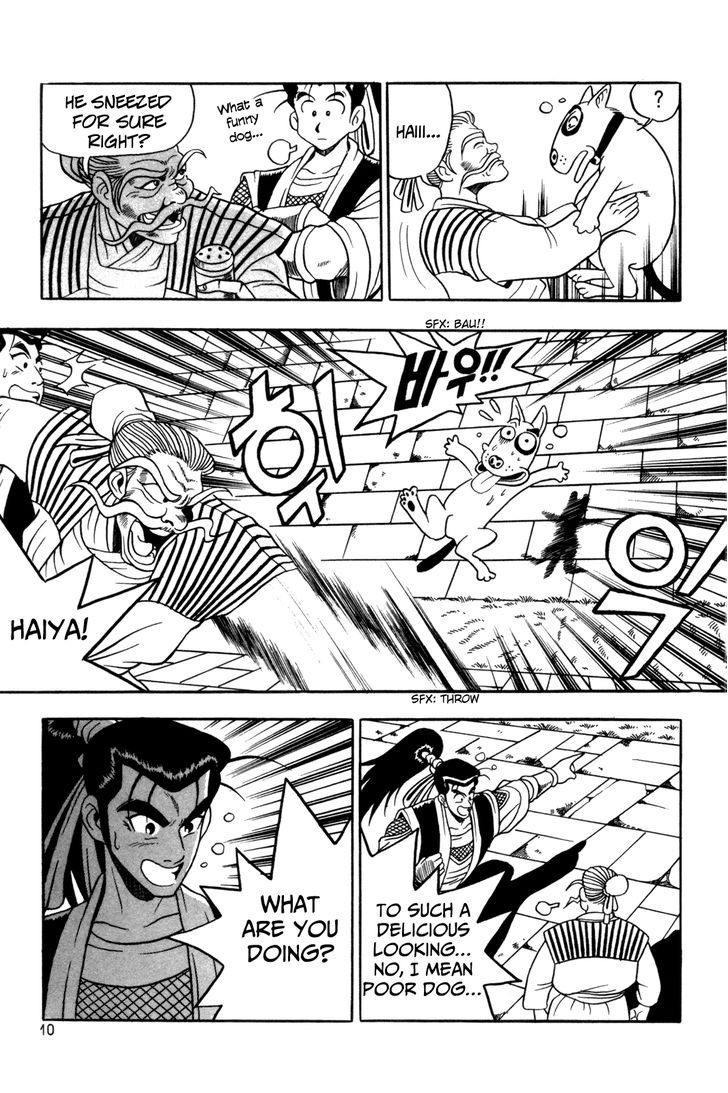 HE SNEEZED
FOR SURE
RIGHT?
What a
funny
dog...
HAIII...
?
SFX: BAU!!
바우!!
휘
HAIYA!
익
SFX: THROW
WHAT
ARE YOU
DOING?
TO SUCH A
DELICIOUS
LOOKING...
NO, I MEAN
POOR DOG...
10